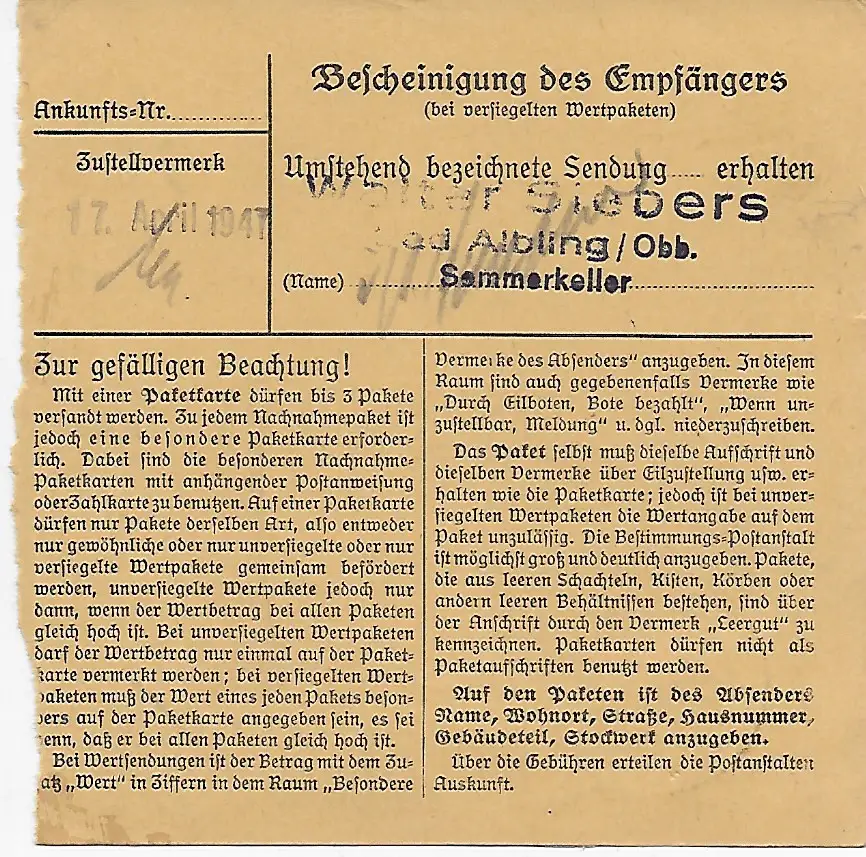 Ankunfts-Nr.
Zustellvermerk
17. April 1947
Bescheinigung des Empfängers
(bei versiegelten Wertpaketen)
Umstehend bezeichnete Sendung erhalten
Walter Siebers
Bad Aibling/Obb.
Sommerkeller
(Name)
Zur gefälligen Beachtung!
Mit einer Paketkarte dürfen bis 3 Pakete
versandt werden. Zu jedem Nachnahmepaket ist
jedoch eine besondere Paketkarte erforder-
lich. Dabei sind die besonderen Nachnahme-
Paketkarten mit anhängender Postanweisung
oder Zahlkarte zu benutzen. Auf einer Paketkarte
dürfen nur Pakete derselben Art, also entweder
nur gewöhnliche oder nur unversiegelte oder nur
versiegelte Wertpakete gemeinsam befördert
werden, unversiegelte Wertpakete jedoch nur
dann, wenn der Wertbetrag bei allen Paketen
gleich hoch ist. Bei unversiegelten Wertpaketen
darf der Wertbetrag nur einmal auf der Paket-
karte vermerkt werden; bei versiegelten Wert-
paketen muß der Wert eines jeden Pakets beson-
ders auf der Paketkarte angegeben sein, es sei
denn, daß er bei allen Paketen gleich hoch ist.
Bei Wertsendungen ist der Betrag mit dem Zu-
satz „Wert" in Ziffern in dem Raum „Besondere
Vermerke des Absenders" anzugeben. In diesem
Raum sind auch gegebenenfalls Vermerke wie
„Durch Eilboten, Bote bezahlt", „Wenn un-
zustellbar, Meldung" u. dgl. niederzuschreiben.
Das Paket selbst muß dieselbe Aufschrift und
dieselben Vermerke über Eilzustellung usw. er-
halten wie die Paketkarte; jedoch ist bei unver-
siegelten Wertpaketen die Wertangabe auf dem
Paket unzulässig. Die Bestimmungs-Postanstalt
ist möglichst groß und deutlich anzugeben. Pakete,
die aus leeren Schachteln, Kisten, Körben oder
andern leeren Behältnissen bestehen, sind über
der Anschrift durch den Vermerk „Leergut" zu
kennzeichnen. Paketkarten dürfen nicht als
Paketaufschriften benutzt werden.
Auf den Paketen ist des Absenders
Name, Wohnort, Straße, Hausnummer,
Gebäudeteil, Stockwerk anzugeben.
Über die Gebühren erteilen die Postanstalten
Auskunft.